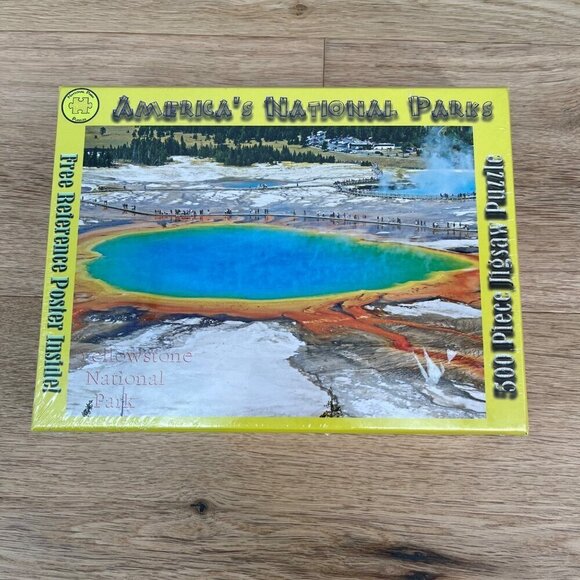 America's National Parks
Free Reference Poster Inside!
500 Piece Jigsaw Puzzle
Yellowstone
National
Park